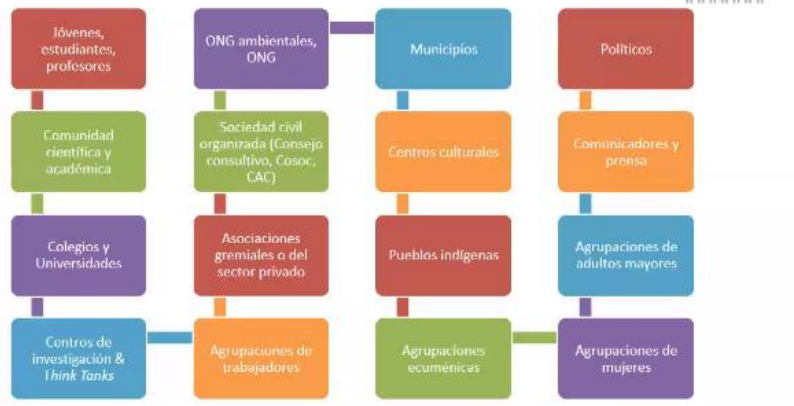 Jóvenes,
estudiantes,
profesores
Comunidad
científica y
académica
Colegios y
Universidades
Centros de
investigación &
Think Tanks
Agrupaciones de
trabajadores
Asociaciones
gremiales o del
sector privado
Sociedad civil
organizada (Consejo
consultivo, Cosoc,
CAC)
ONG ambientales,
ONG
Municipios
Centros culturales
Pueblos indígenas
Agrupaciones
ecuménicas
Agrupaciones de
mujeres
Agrupaciones de
adultos mayores
Comunicadores y
prensa
Políticos